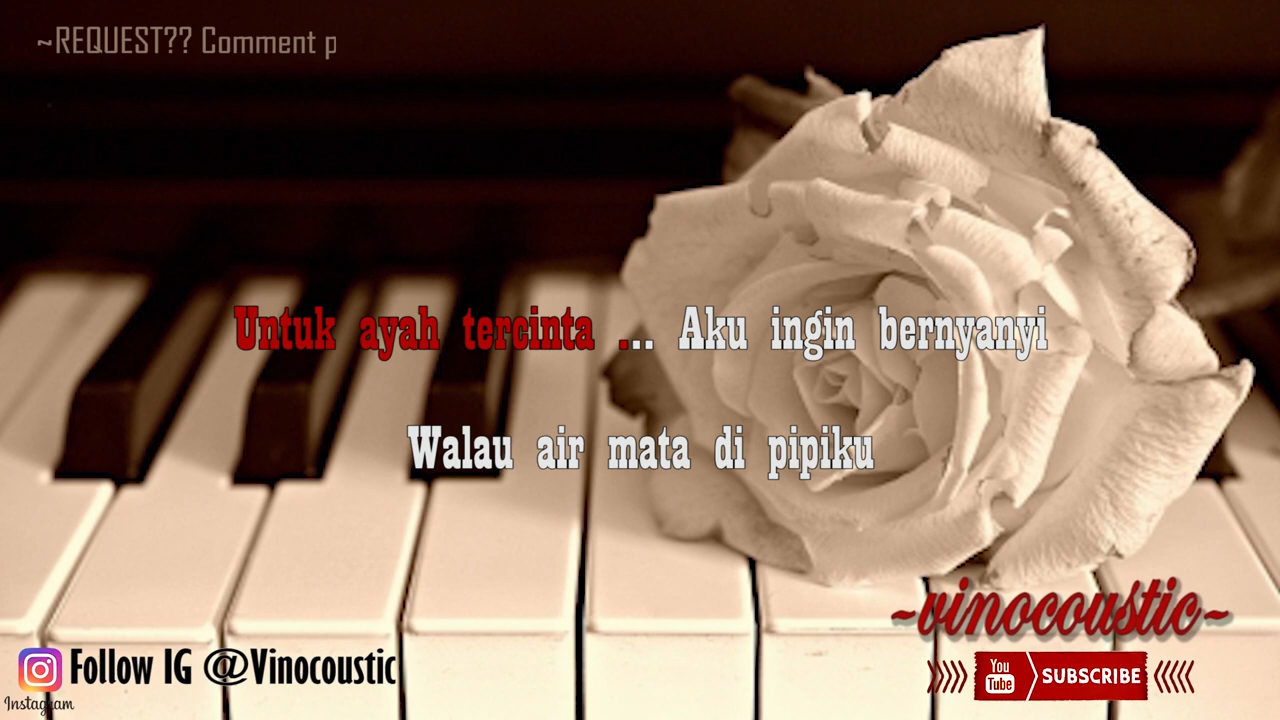 ~REQUEST?? Comment p
Untuk ayah tercinta ... Aku ingin bernyanyi
Walau air mata di pipiku
~vinocoustic~
Follow IG @Vinocoustic
Instagram
You Tube SUBSCRIBE